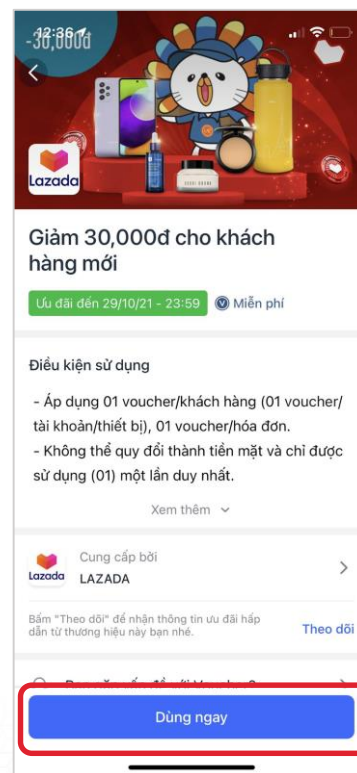 -30,000đ
12:36
Lazada
Giảm 30,000đ cho khách
hàng mới
Ưu đãi đến 29/10/21 - 23:59
Miễn phí
Điều kiện sử dụng
- Áp dụng 01 voucher/khách hàng (01 voucher/
tài khoản/thiết bị), 01 voucher/hóa đơn.
- Không thể quy đổi thành tiền mặt và chỉ được
sử dụng (01) một lần duy nhất.
Xem thêm
Cung cấp bởi
Lazada
LAZADA
Bấm "Theo dõi" để nhận thông tin ưu đãi hấp
dẫn từ thương hiệu này bạn nhé.
Theo dõi
Dùng ngay